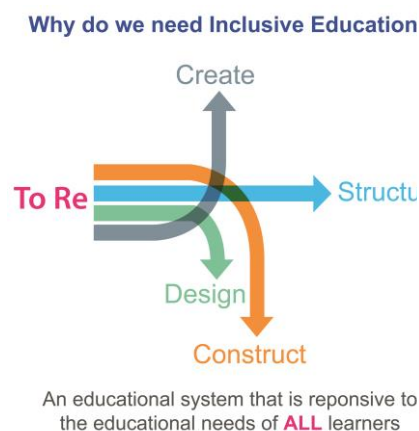 Why do we need Inclusive Education
Create
To Re
Structu
Design
Construct
An educational system that is reponsive to
the educational needs of ALL learners